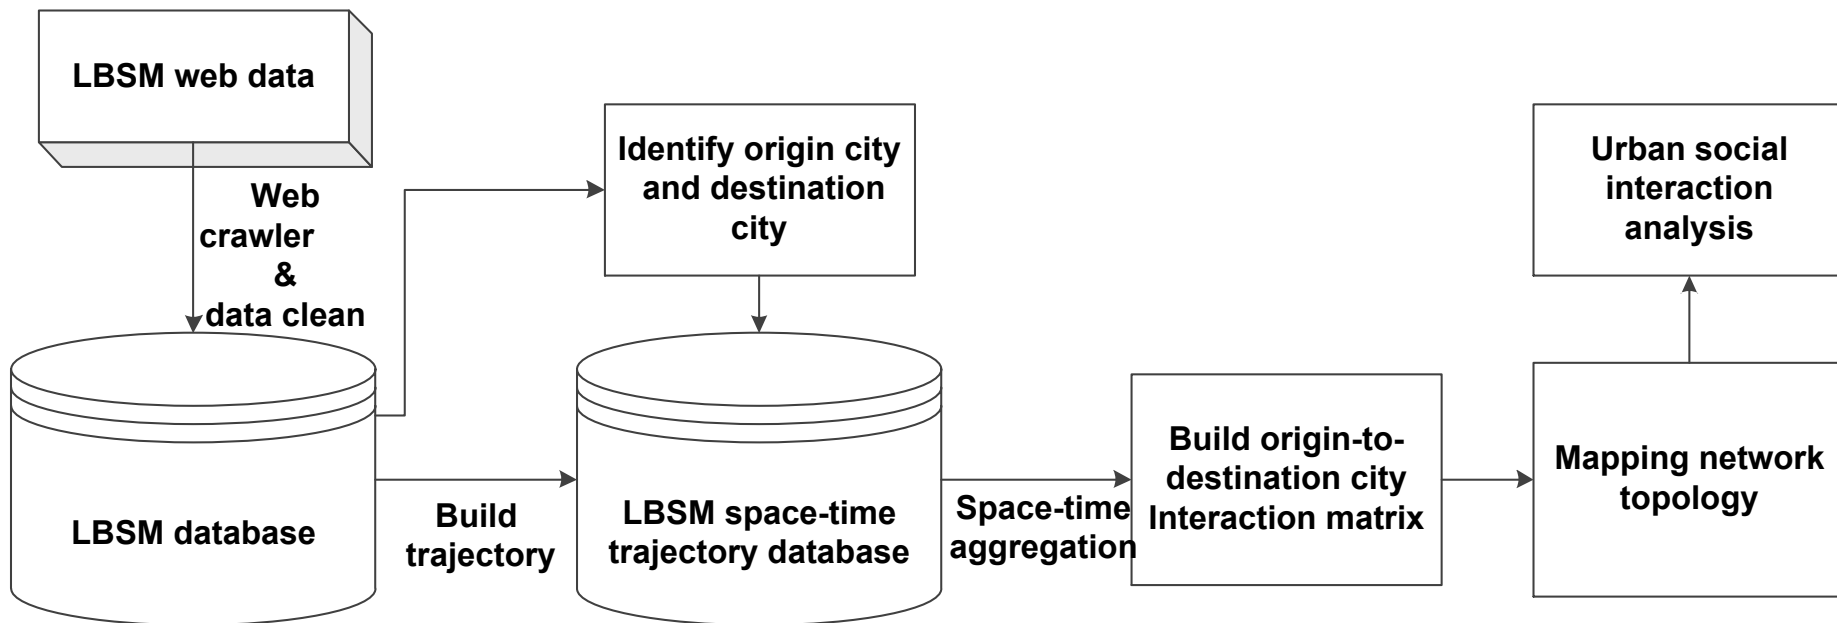 LBSM web data
Web
crawler
&
data clean
Identify origin city
and destination
city
Urban social
interaction
analysis
LBSM database
Build
trajectory
LBSM space-time
trajectory database
Space-time
aggregation
Build origin-to-
destination city
Interaction matrix
Mapping network
topology